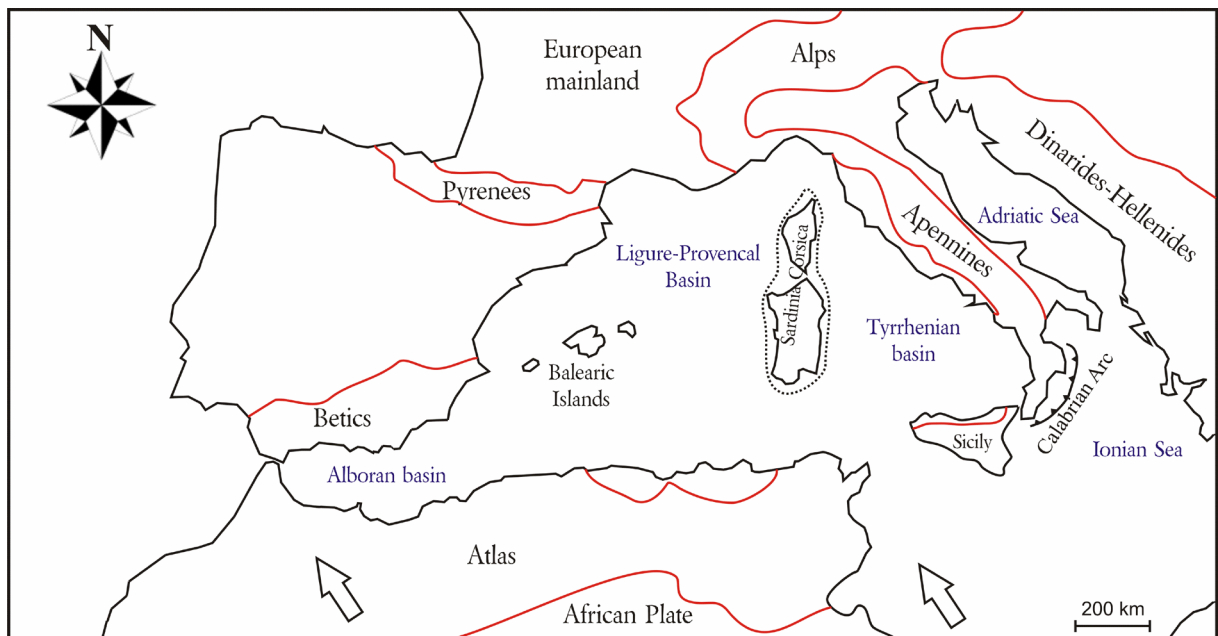 N
European
mainland
Alps
Pyrenees
Dinarides-Hellenides
Adriatic Sea
Apennines
Corsica
Sardinia
Ligure-Provencal
Basin
Tyrrhenian
basin
Balearic
Islands
Calabrian Arc
Betics
Sicily
Ionian Sea
Alboran basin
Atlas
African Plate
200 km